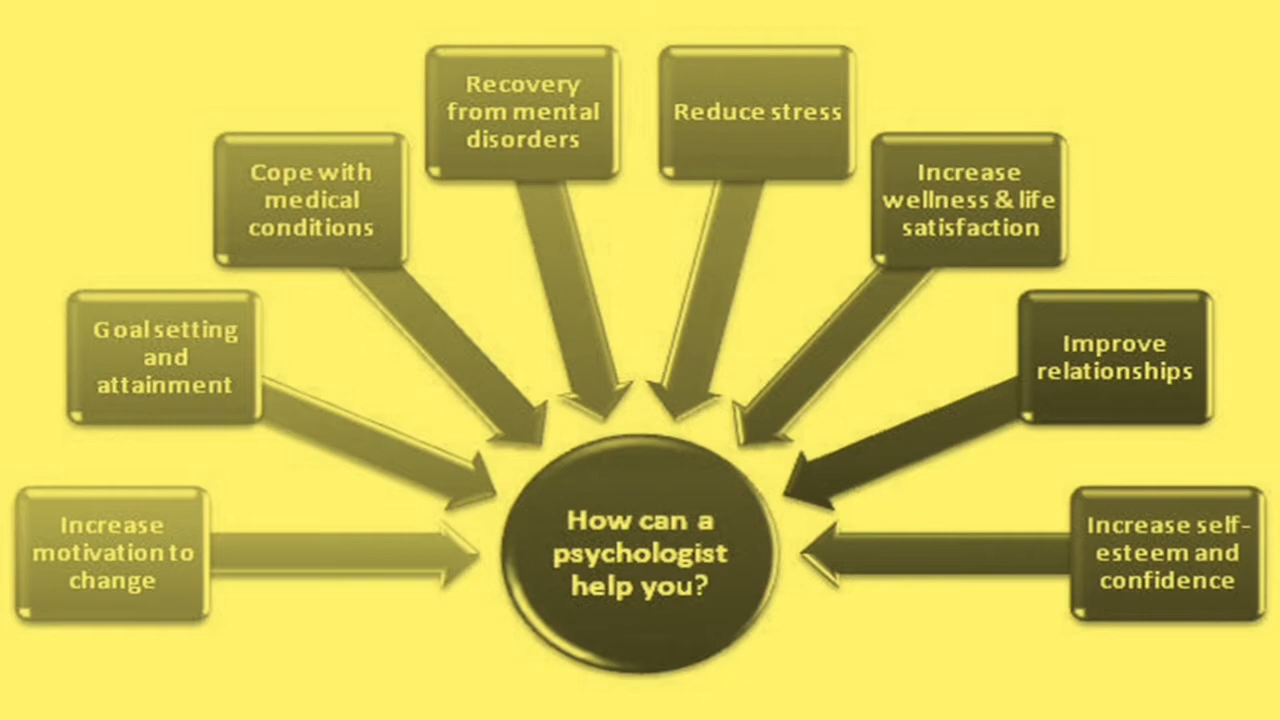 Recovery
from mental
disorders
Reduce stress
Cope with
medical
conditions
Increase
wellness & life
satisfaction
Goal setting
and
attainment
Improve
relationships
Increase
motivation to
change
How can a
psychologist
help you?
Increase self-
esteem and
confidence